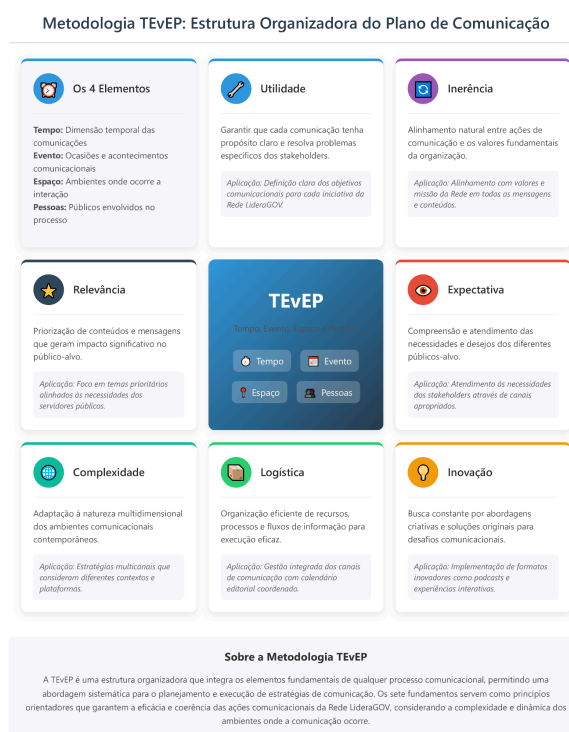 Metodologia TEvEP: Estrutura Organizadora do Plano de Comunicação
Os 4 Elementos
Tempo: Dimensão temporal das
comunicações
Evento: Ocasiões e acontecimentos
comunicacionais
Espaço: Ambientes onde ocorre a
interação
Pessoas: Públicos envolvidos no
processo
Utilidade
Garantir que cada comunicação tenha
propósito claro e resolva problemas
específicos dos stakeholders.
Aplicação: Definição clara dos objetivos
comunicacionais para cada iniciativa da
Rede LideraGOV.
Inerência
Alinhamento natural entre ações de
comunicação e os valores fundamentais
da organização.
Aplicação: Alinhamento com valores e
missão da Rede em todas as mensagens
e conteúdos.
Relevância
Priorização de conteúdos e mensagens
que geram impacto significativo no
público-alvo.
Aplicação: Foco em temas prioritários
alinhados às necessidades dos
servidores públicos.
TEvEP
Tempo, Evento, Espaço e
Tempo
Evento
Espaço
Pessoas
Expectativa
Compreensão e atendimento das
necessidades e desejos dos diferentes
públicos-alvo.
Aplicação: Atendimento às necessidades
dos stakeholders através de canais
apropriados.
Complexidade
Adaptação à natureza multidimensional
dos ambientes comunicacionais
contemporâneos.
Aplicação: Estratégias multicanais que
consideram diferentes contextos e
plataformas.
Logística
Organização eficiente de recursos,
processos e fluxos de informação para
execução eficaz.
Aplicação: Gestão integrada dos canais
de comunicação com calendário
editorial coordenado.
Inovação
Busca constante por abordagens
criativas e soluções originais para
desafios comunicacionais.
Aplicação: Implementação de formatos
inovadores como podcasts e
experiências interativas.
Sobre a Metodologia TEvEP
A TEvEP é uma estrutura organizadora que integra os elementos fundamentais de qualquer processo comunicacional, permitindo uma
abordagem sistemática para o planejamento e execução de estratégias de comunicação. Os sete fundamentos servem como princípios
orientadores que garantem a eficácia e coerência das ações comunicacionais da Rede LideraGOV, considerando a complexidade e dinâmica dos
ambientes onde a comunicação ocorre.